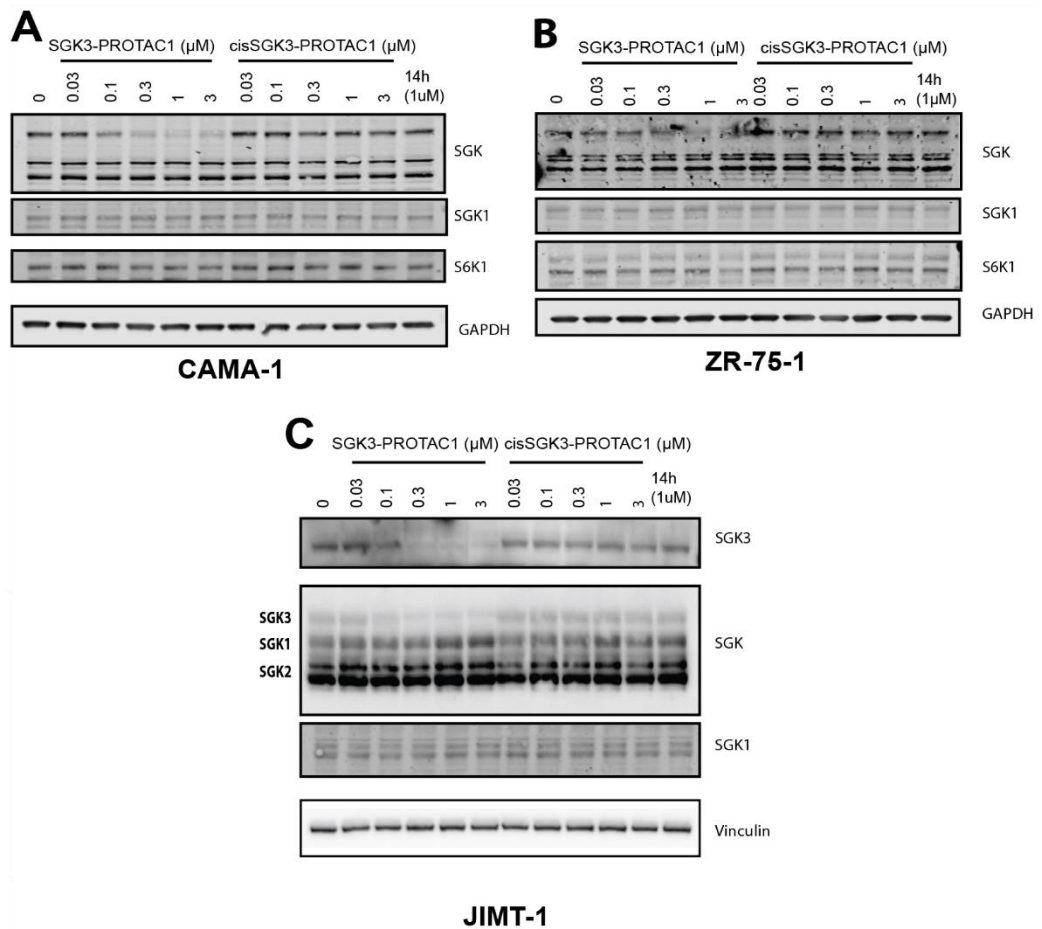 A
SGK3-PROTAC1 (µM) cisSGK3-PROTAC1 (µM)
0 0.03 0.1 0.3 1 3 0.03 0.1 0.3 1 3 14h
(1uM)
SGK
SGK1
S6K1
GAPDH
CAMA-1
B
SGK3-PROTAC1 (µM) cisSGK3-PROTAC1 (µM)
0 0.03 0.1 0.3 1 3 0.03 0.1 0.3 1 3 14h
(1µM)
SGK
SGK1
S6K1
GAPDH
ZR-75-1
C
SGK3-PROTAC1 (µM) cisSGK3-PROTAC1 (µM)
0 0.03 0.1 0.3 1 3 0.03 0.1 0.3 1 3 14h
(1uM)
SGK3
SGK3
SGK1
SGK2
SGK
SGK1
Vinculin
JIMT-1